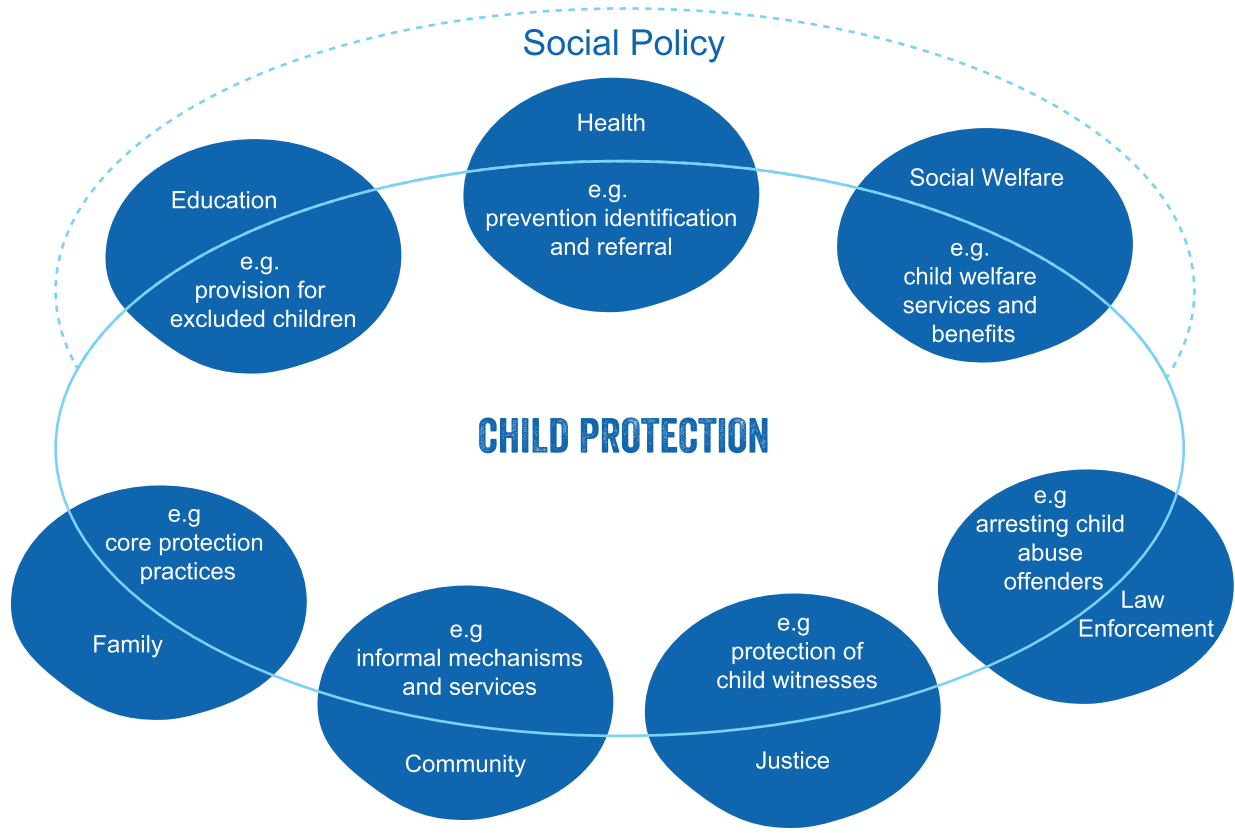 Social Policy
Health
e.g.
prevention identification
and referral
Education
e.g.
provision for
excluded children
Social Welfare
e.g.
child welfare
services and
benefits
CHILD PROTECTION
e.g
core protection
practices
Family
e.g
informal mechanisms
and services
Community
e.g
protection of
child witnesses
Justice
e.g
arresting child
abuse
offenders
Law
Enforcement